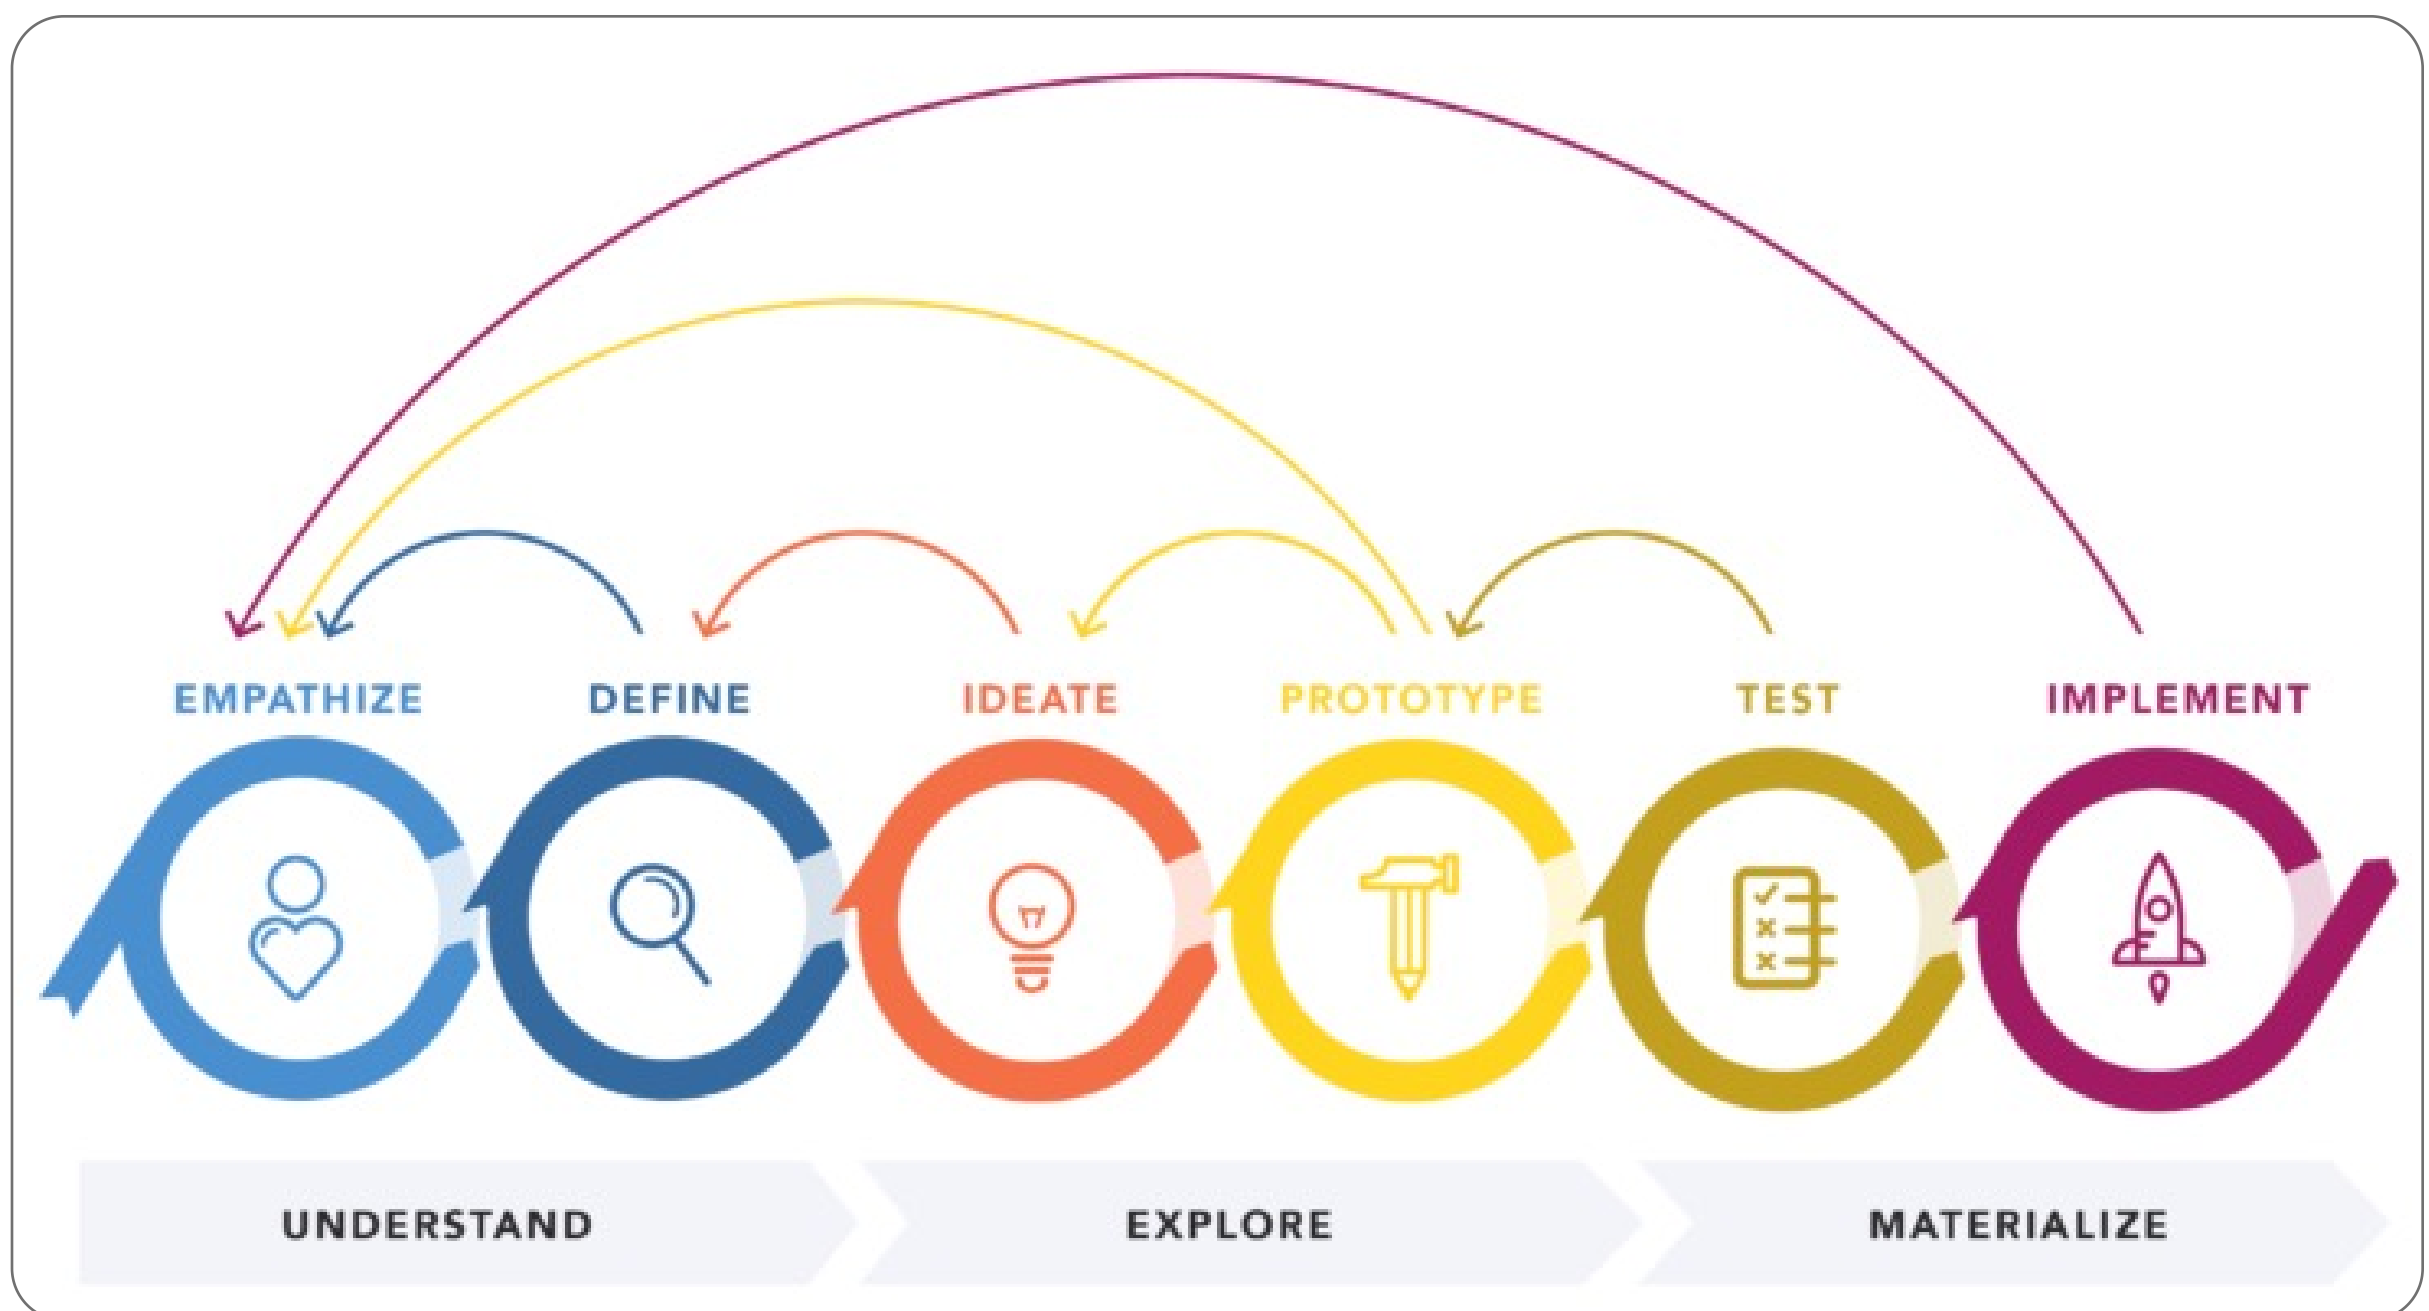 EMPATHIZE
DEFINE
IDEATE
PROTOTYPE
TEST
IMPLEMENT
UNDERSTAND
EXPLORE
MATERIALIZE